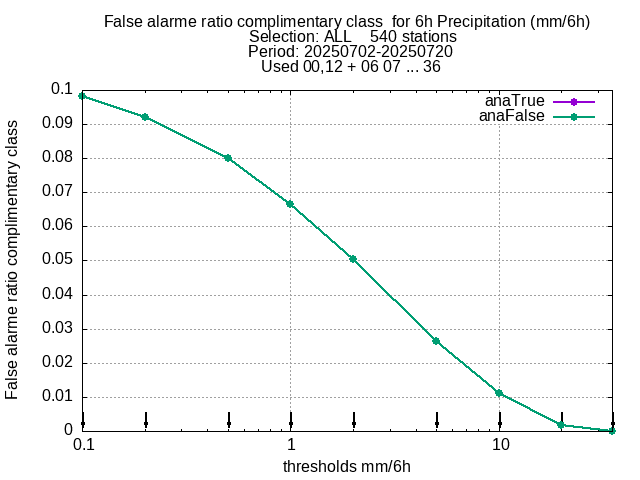 False alarme ratio complimentary class  for 6h Precipitation (mm/6h)
Selection: ALL    540 stations
Period: 20250702-20250720
Used 00,12 + 06 07 ... 36
anaTrue
anaFalse
False alarme ratio complimentary class
0.1
0.09
0.08
0.07
0.06
0.05
0.04
0.03
0.02
0.01
0
0.1 1 10
thresholds mm/6h